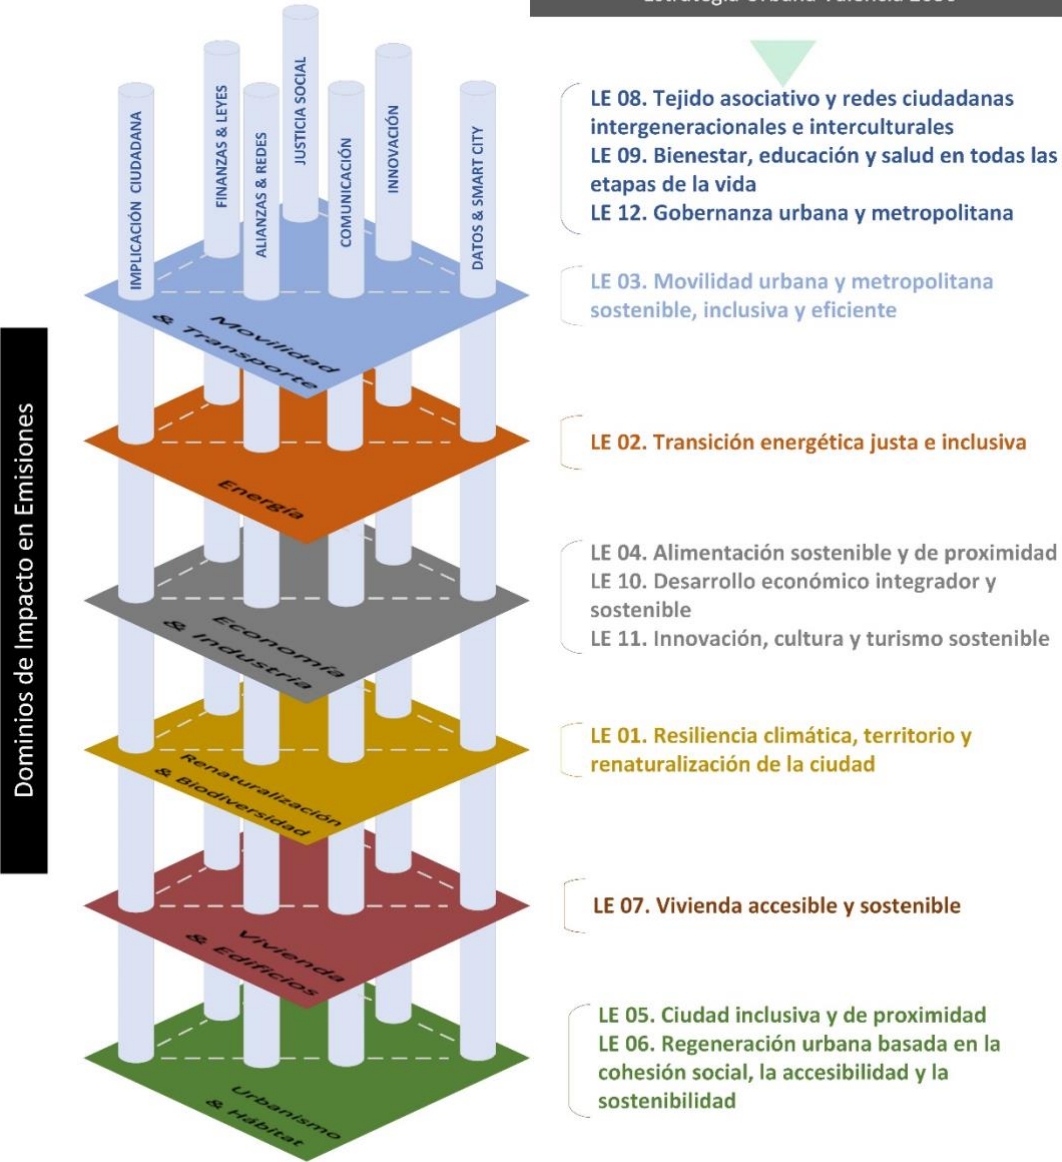 JUSTICIA SOCIAL
FINANZAS & LEYES
INNOVACIÓN
IMPLICACIÓN CIUDADANA
ALIANZAS & REDES
COMUNICACIÓN
DATOS & SMART CITY
LE 08. Tejido asociativo y redes ciudadanas
intergeneracionales e interculturales
LE 09. Bienestar, educación y salud en todas las
etapas de la vida
LE 12. Gobernanza urbana y metropolitana
Movilidad
& Transporte
LE 03. Movilidad urbana y metropolitana
sostenible, inclusiva y eficiente
Dominios de Impacto en Emisiones
Energía
LE 02. Transición energética justa e inclusiva
Economía
& Industria
LE 04. Alimentación sostenible y de proximidad
LE 10. Desarrollo económico integrador y
sostenible
LE 11. Innovación, cultura y turismo sostenible
Renaturalización
& Biodiversidad
LE 01. Resiliencia climática, territorio y
renaturalización de la ciudad
Vivienda
& Edificios
LE 07. Vivienda accesible y sostenible
Urbanismo
& Hábitat
LE 05. Ciudad inclusiva y de proximidad
LE 06. Regeneración urbana basada en la
cohesión social, la accesibilidad y la
sostenibilidad